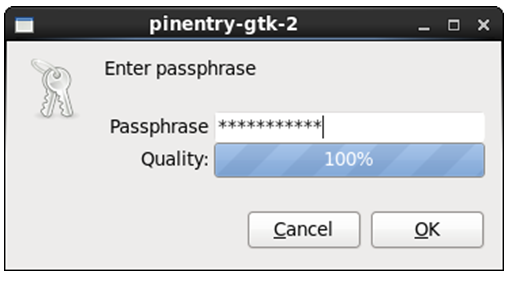 pinentry-gtk-2
Enter passphrase
Passphrase ***********
Quality: 100%
Cancel OK